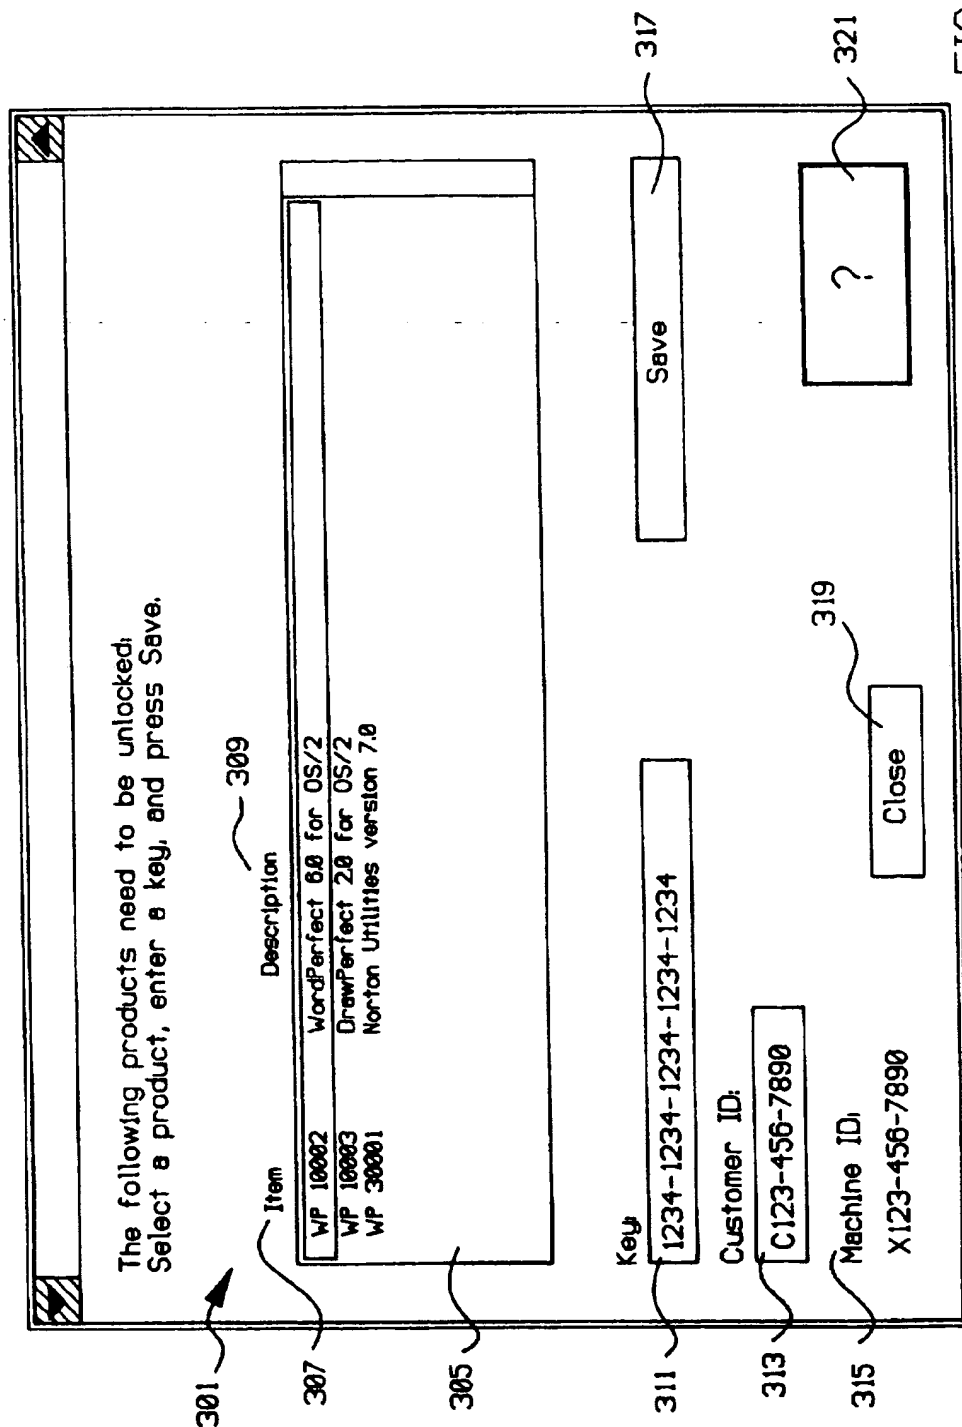 The following products need to be unlocked:
Select a product, enter a key, and press Save.
301
309
307
Item Description
WP 10002 WordPerfect 6.0 for OS/2
WP 10003 DrawPerfect 2.0 for OS/2
WP 30001 Norton Utilities version 7.0
305
Key:
1234-1234-1234-1234-1234
Save
311
317
Customer ID:
C123-456-7890
313
319
Machine ID:
X123-456-7890
315
Close
?
321